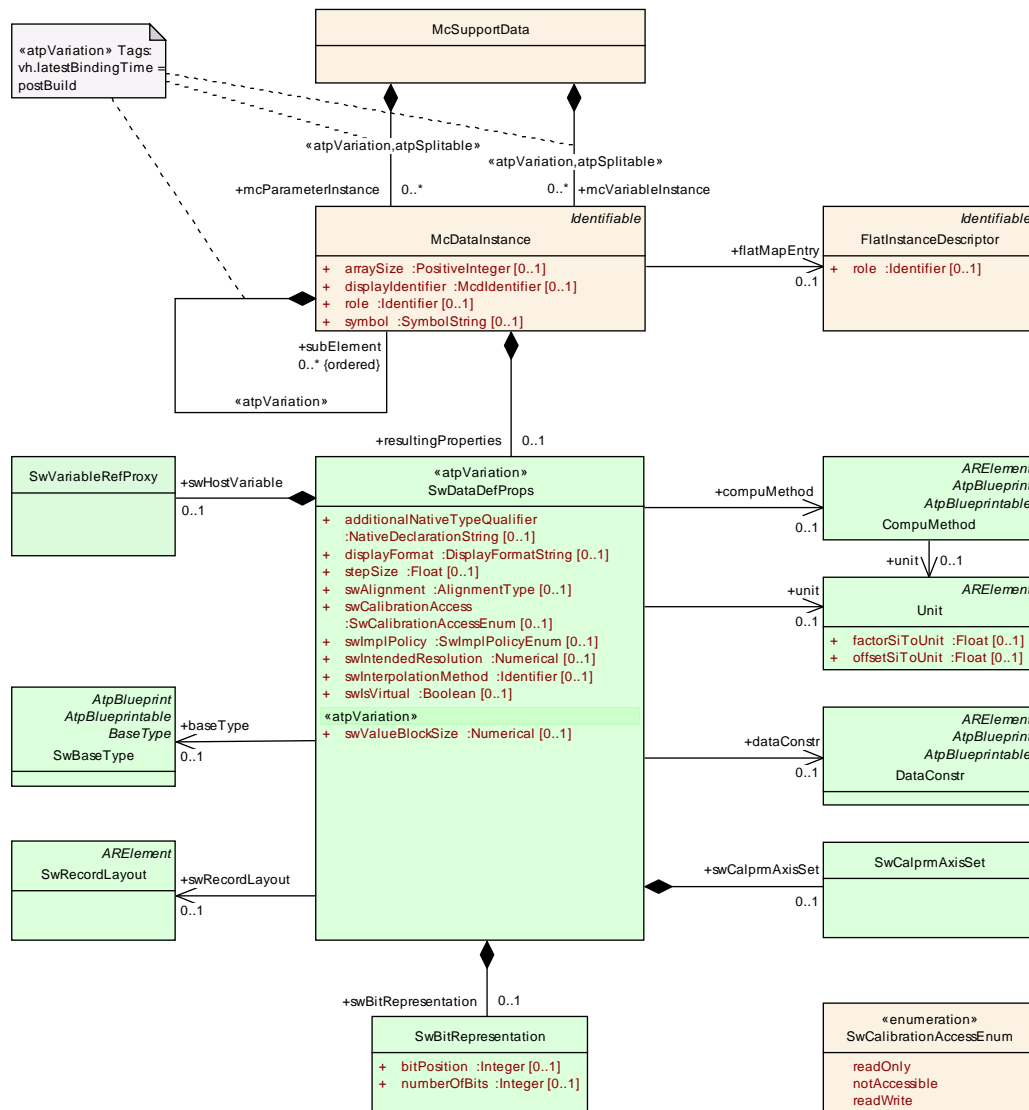 McSupportData
«atpVariation» Tags:
vh.latestBindingTime =
postBuild
«atpVariation,atpSplitable»
«atpVariation,atpSplitable»
+mcParameterInstance
0..*
0..*
+mcVariableInstance
Identifiable
McDataInstance
+ arraySize :PositiveInteger [0..1]
+ displayIdentifier :McdIdentifier [0..1]
+ role :Identifier [0..1]
+ symbol :SymbolString [0..1]
+flatMapEntry
0..1
Identifiable
FlatInstanceDescriptor
+ role :Identifier [0..1]
+subElement
0..* {ordered}
«atpVariation»
+resultingProperties
0..1
SwVariableRefProxy
+swHostVariable
0..1
«atpVariation»
SwDataDefProps
+ additionalNativeTypeQualifier
:NativeDeclarationString [0..1]
+ displayFormat :DisplayFormatString [0..1]
+ stepSize :Float [0..1]
+ swAlignment :AlignmentType [0..1]
+ swCalibrationAccess
:SwCalibrationAccessEnum [0..1]
+ swImplPolicy :SwImplPolicyEnum [0..1]
+ swIntendedResolution :Numerical [0..1]
+ swInterpolationMethod :Identifier [0..1]
+ swIsVirtual :Boolean [0..1]
«atpVariation»
+ swValueBlockSize :Numerical [0..1]
+compuMethod
0..1
ARElement
AtpBlueprint
AtpBlueprintable
CompuMethod
+unit
0..1
+unit
0..1
ARElement
Unit
+ factorSiToUnit :Float [0..1]
+ offsetSiToUnit :Float [0..1]
AtpBlueprint
AtpBlueprintable
BaseType
SwBaseType
+baseType
0..1
+dataConstr
0..1
ARElement
AtpBlueprint
AtpBlueprintable
DataConstr
ARElement
SwRecordLayout
+swRecordLayout
0..1
+swCalprmAxisSet
0..1
SwCalprmAxisSet
+swBitRepresentation
0..1
SwBitRepresentation
+ bitPosition :Integer [0..1]
+ numberOfBits :Integer [0..1]
«enumeration»
SwCalibrationAccessEnum
readOnly
notAccessible
readWrite